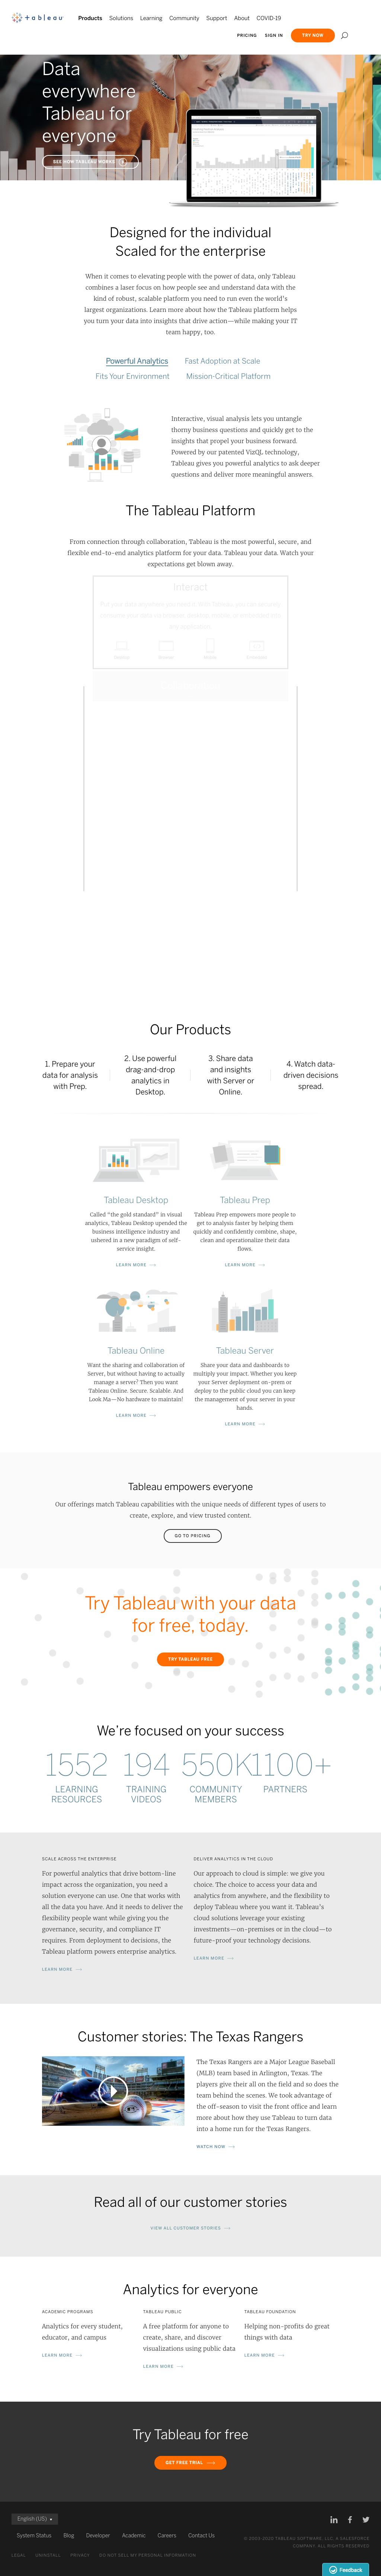 tableau
Products Solutions Learning Community Support About COVID-19
PRICING SIGN IN TRY NOW
Data
everywhere
Tableau for
everyone
SEE HOW TABLEAU WORKS
Designed for the individual
Scaled for the enterprise
When it comes to elevating people with the power of data, only Tableau
combines a laser focus on how people see and understand data with the
kind of robust, scalable platform you need to run even the world's
largest organizations. Learn more about how the Tableau platform helps
you turn your data into insights that drive action—while making your IT
team happy, too.
Powerful Analytics Fast Adoption at Scale
Fits Your Environment Mission-Critical Platform
Interactive, visual analysis lets you untangle
thorny business questions and quickly get to the
insights that propel your business forward.
Powered by our patented VizQL technology,
Tableau gives you powerful analytics to ask deeper
questions and deliver more meaningful answers.
The Tableau Platform
From connection through collaboration, Tableau is the most powerful, secure, and
flexible end-to-end analytics platform for your data. Tableau your data. Watch your
expectations get blown away.
Interact
Our Products
1. Prepare your
data for analysis
with Prep.
2. Use powerful
drag-and-drop
analytics in
Desktop.
3. Share data
and insights
with Server or
Online.
4. Watch data-
driven decisions
spread.
Tableau Desktop
Called "the gold standard" in visual
analytics, Tableau Desktop upended the
business intelligence industry and
ushered in a new paradigm of self-
service insight.
LEARN MORE
Tableau Prep
Tableau Prep empowers more people to
get to analysis faster by helping them
quickly and confidently combine, shape,
clean and operationalize their data
flows.
LEARN MORE
Tableau Online
Want the sharing and collaboration of
Server, but without having to actually
manage a server? Then you want
Tableau Online. Secure. Scalable. And
Look Ma—No hardware to maintain!
LEARN MORE
Tableau Server
Share your data and dashboards to
multiply your impact. Whether you keep
your Server deployment on-prem or
deploy to the public cloud you can keep
the management of your server in your
hands.
LEARN MORE
Tableau empowers everyone
Our offerings match Tableau capabilities with the unique needs of different types of users to
create, explore, and view trusted content.
GO TO PRICING
Try Tableau with your data
for free, today.
TRY TABLEAU FREE
We're focused on your success
1552 194 550K 1100+
LEARNING
RESOURCES
TRAINING
VIDEOS
COMMUNITY
MEMBERS
PARTNERS
SCALE ACROSS THE ENTERPRISE
For powerful analytics that drive bottom-line
impact across the organization, you need a
solution everyone can use. One that works with
all the data you have. And it needs to deliver the
flexibility people want while giving you the
governance, security, and compliance IT
requires. From deployment to decisions, the
Tableau platform powers enterprise analytics.
LEARN MORE
DELIVER ANALYTICS IN THE CLOUD
Our approach to cloud is simple: we give you
choice. The choice to access your data and
analytics from anywhere, and the flexibility to
deploy Tableau where you want it. Tableau's
cloud solutions leverage your existing
investments on-premises or in the cloud—to
future-proof your technology decisions.
LEARN MORE
Customer stories: The Texas Rangers
The Texas Rangers are a Major League Baseball
(MLB) team based in Arlington, Texas. The
players give their all on the field and so does the
team behind the scenes. We took advantage of
the off-season to visit the front office and learn
more about how they use Tableau to turn data
into a home run for the Texas Rangers.
WATCH NOW
Read all of our customer stories
VIEW ALL CUSTOMER STORIES
Analytics for everyone
ACADEMIC PROGRAMS
Analytics for every student,
educator, and campus
LEARN MORE
TABLEAU PUBLIC
A free platform for anyone to
create, share, and discover
visualizations using public data
LEARN MORE
TABLEAU FOUNDATION
Helping non-profits do great
things with data
LEARN MORE
Try Tableau for free
GET FREE TRIAL
English (US)
System Status Blog Developer Academic Careers Contact Us
© 2003-2020 TABLEAU SOFTWARE, LLC, A SALESFORCE
COMPANY. ALL RIGHTS RESERVED
LEGAL UNINSTALL PRIVACY DO NOT SELL MY PERSONAL INFORMATION
Feedback